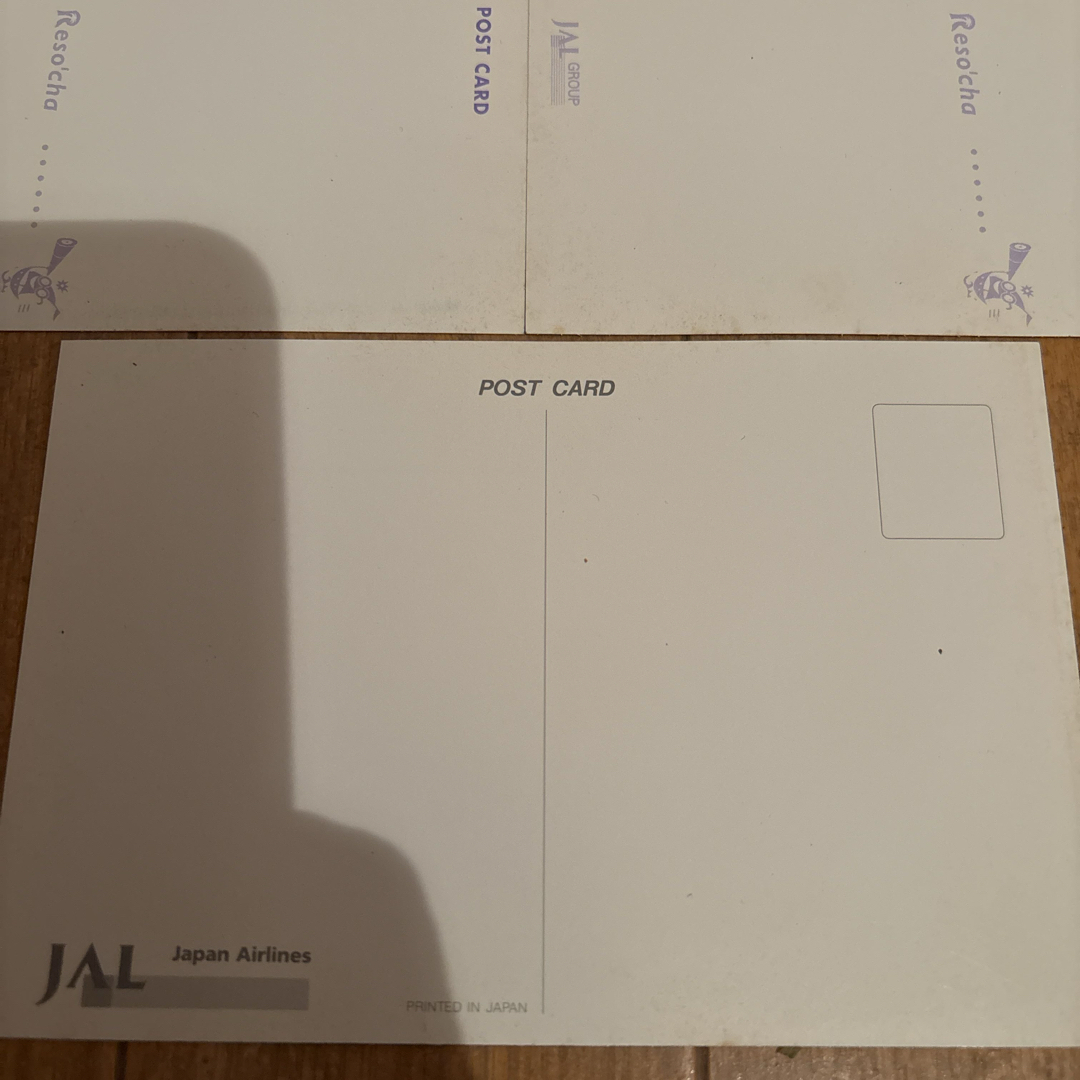 Reso'cha
POST CARD
JAL GROUP
Reso'cha
POST CARD
JAL
Japan Airlines
PRINTED IN JAPAN